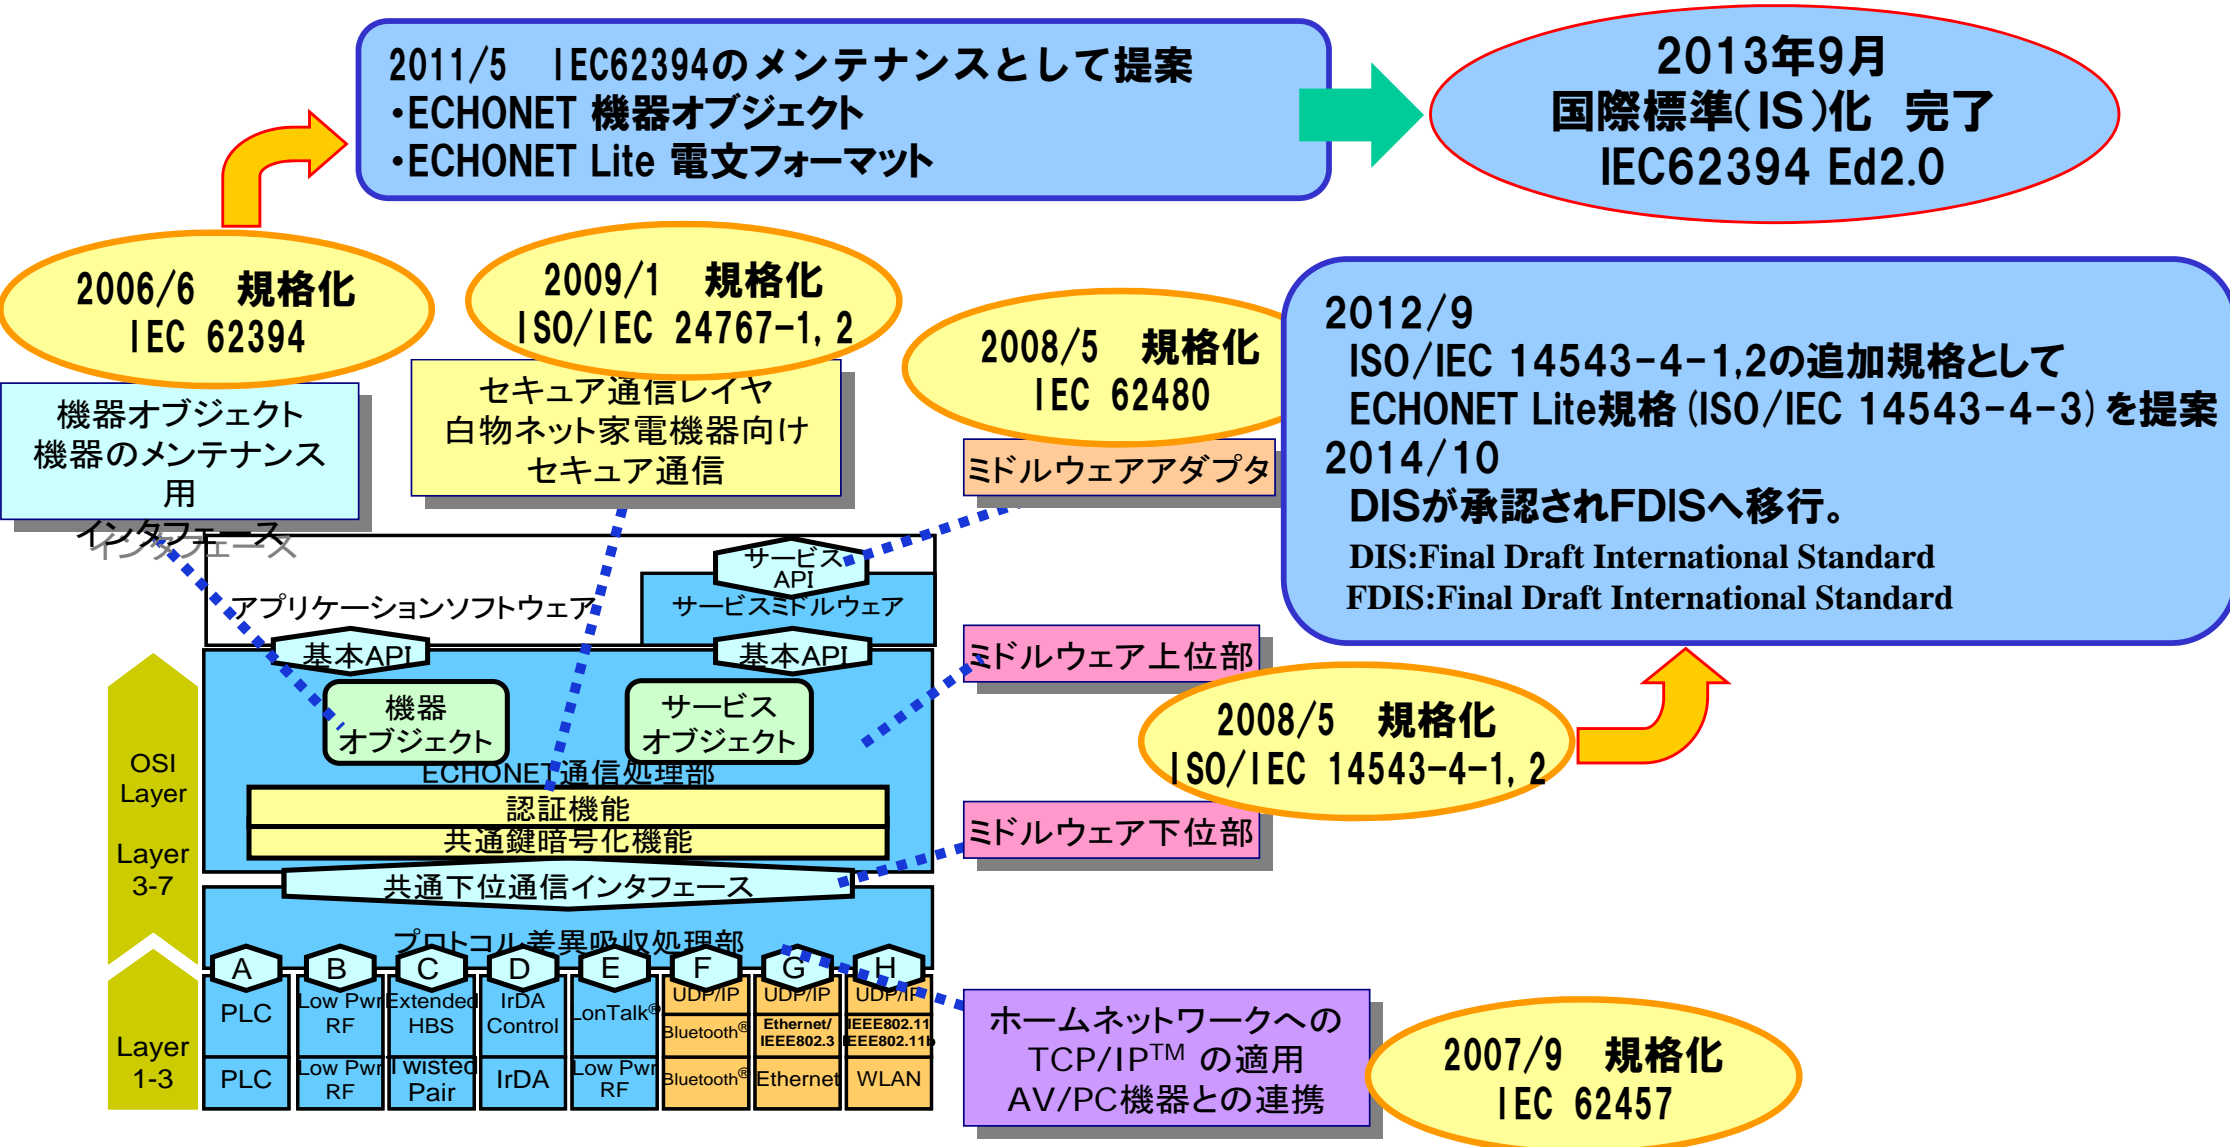 2011/5　IEC62394のメンテナンスとして提案
・ECHONET 機器オブジェクト
・ECHONET Lite 電文フォーマット
2013年9月
国際標準(IS)化　完了
IEC62394 Ed2.0
2006/6　規格化
IEC 62394
2009/1　規格化
ISO/IEC 24767-1,2
2008/5　規格化
IEC 62480
2012/9
ISO/IEC 14543-4-1,2の追加規格として
ECHONET Lite規格(ISO/IEC 14543-4-3)を提案
2014/10
DISが承認されFDISへ移行。
DIS:Final Draft International Standard
FDIS:Final Draft International Standard
機器オブジェクト
機器のメンテナンス
用
インタフェース
セキュア通信レイヤ
白物ネット家電機器向け
セキュア通信
ミドルウェアアダプタ
サービス
API
アプリケーションソフトウェア
サービスミドルウェア
基本API
基本API
ミドルウェア上位部
機器
オブジェクト
サービス
オブジェクト
2008/5　規格化
ISO/IEC 14543-4-1,2
OSI
Layer
Layer
3-7
ECHONET通信処理部
認証機能
共通鍵暗号化機能
ミドルウェア下位部
共通下位通信インタフェース
プロトコル差異吸収処理部
A
B
C
D
E
F
G
H
Layer
1-3
PLC
Low Pwr
RF
Extended
HBS
IrDA
Control
LonTalk®
UDP/IP
UDP/IP
UDP/IP
Bluetooth®
Ethernet/
IEEE802.3
IEEE802.11
IEEE802.11b
PLC
Low Pwr
RF
Twisted
Pair
IrDA
Low Pwr
RF
Bluetooth®
Ethernet
WLAN
ホームネットワークへの
TCP/IP™ の適用
AV/PC機器との連携
2007/9　規格化
IEC 62457